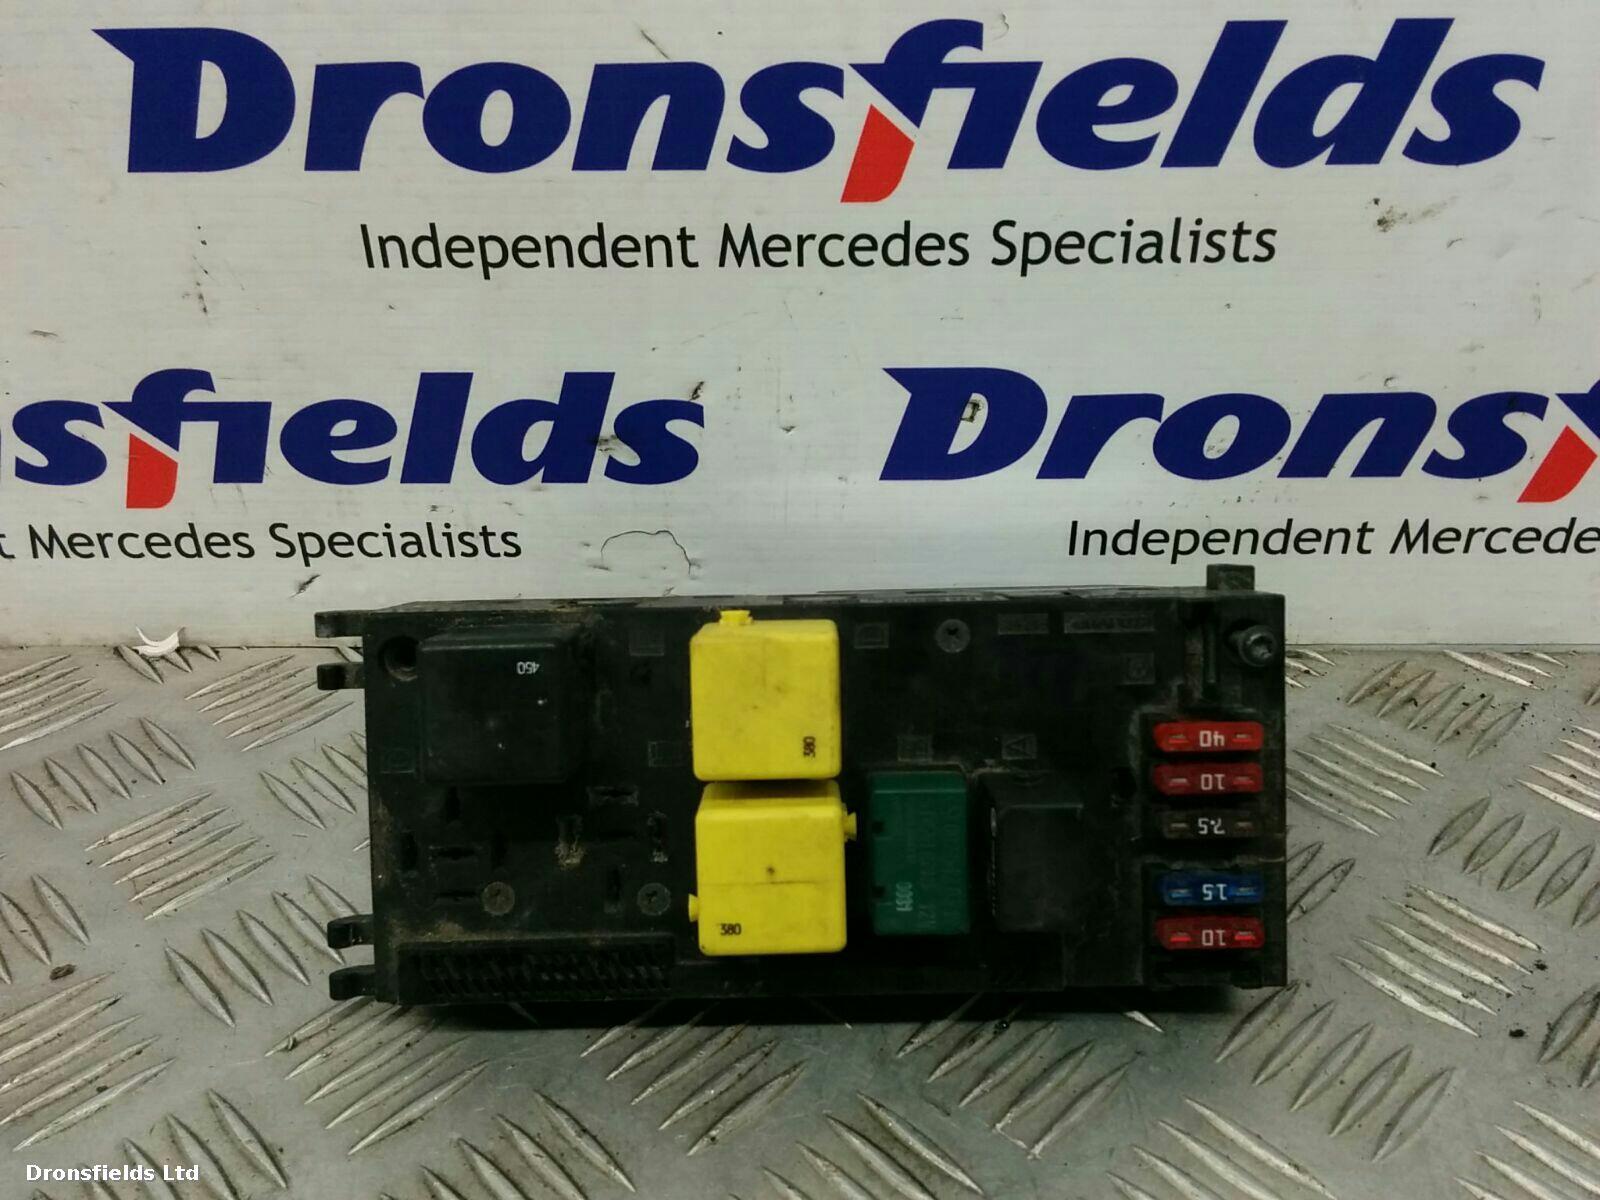 Dronsfields
Independent Mercedes Specialists
nsfields
Dronsf
t Mercedes Specialists
Independent Mercede
450
380
380
40
10
7.5
15
10
Dronsfields Ltd